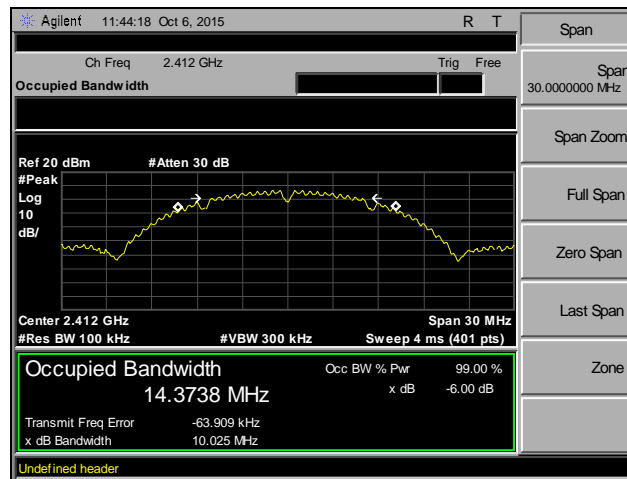 Agilent 11:44:18 Oct 6, 2015 R T
Ch Freq 2.412 GHz Trig Free
Occupied Bandwidth
Ref 20 dBm #Atten 30 dB
#Peak
Log
10
dB/
Center 2.412 GHz Span 30 MHz
#Res BW 100 kHz #VBW 300 kHz Sweep 4 ms (401 pts)
Occupied Bandwidth Occ BW % Pwr 99.00 %
14.3738 MHz x dB -6.00 dB
Transmit Freq Error -63.909 kHz
x dB Bandwidth 10.025 MHz
Undefined header
Span
Span
30.0000000 MHz
Span Zoom
Full Span
Zero Span
Last Span
Zone